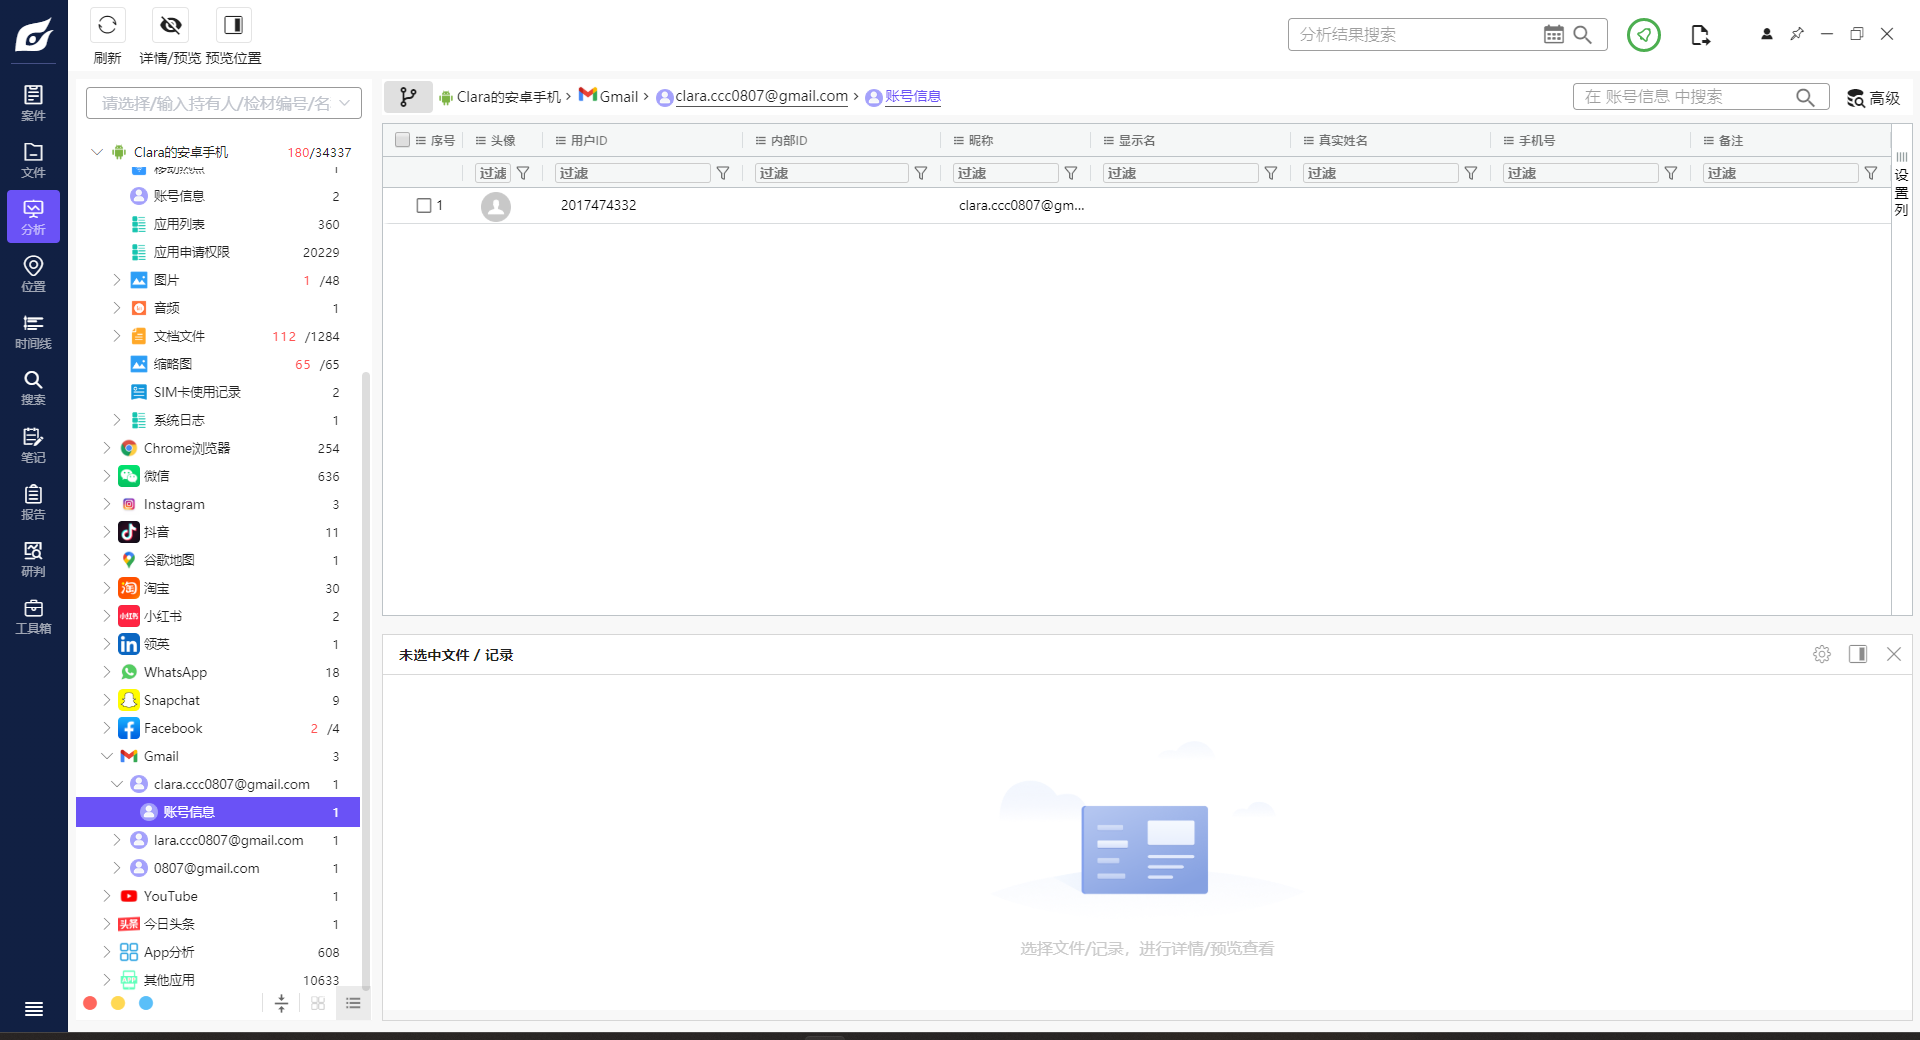 刷新
详情/预览
预览位置
分析结果搜索
案件
文件
分析
位置
时间线
搜索
笔记
报告
研判
工具箱
请选择/输入持有人/检材编号/名
Clara的安卓手机 180/34337
移动热点 1
账号信息 2
应用列表 360
应用申请权限 20229
图片 1 /48
音频 1
文档文件 112 /1284
缩略图 65 /65
SIM卡使用记录 2
系统日志 1
Chrome浏览器 254
微信 636
Instagram 3
抖音 11
谷歌地图 1
淘宝 30
小红书 2
领英 1
WhatsApp 18
Snapchat 9
Facebook 2 /4
Gmail 3
clara.ccc0807@gmail.com 1
账号信息 1
lara.ccc0807@gmail.com 1
0807@gmail.com 1
YouTube 1
今日头条 1
App分析 608
其他应用 10633
Clara的安卓手机 › Gmail › clara.ccc0807@gmail.com › 账号信息
在 账号信息 中搜索
高级
序号 头像 用户ID 内部ID 昵称 显示名 真实姓名 手机号 备注
过滤 过滤 过滤 过滤 过滤 过滤 过滤 过滤
1 2017474332 clara.ccc0807@gm...
设置列
未选中文件 / 记录
选择文件/记录，进行详情/预览查看